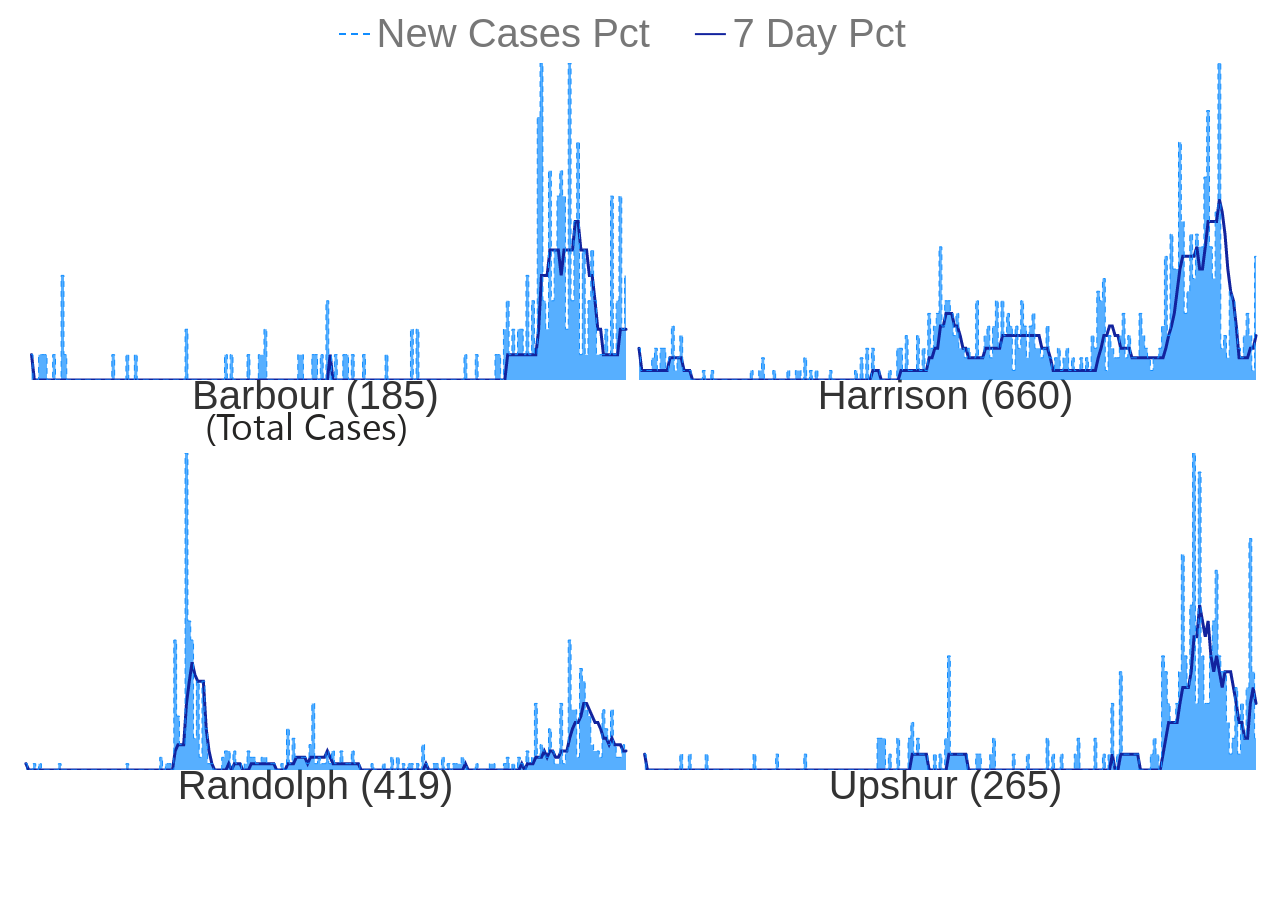 New Cases Pct 7 Day Pct
Barbour (185) Harrison (660)
(Total Cases)
Randolph (419) Upshur (265)